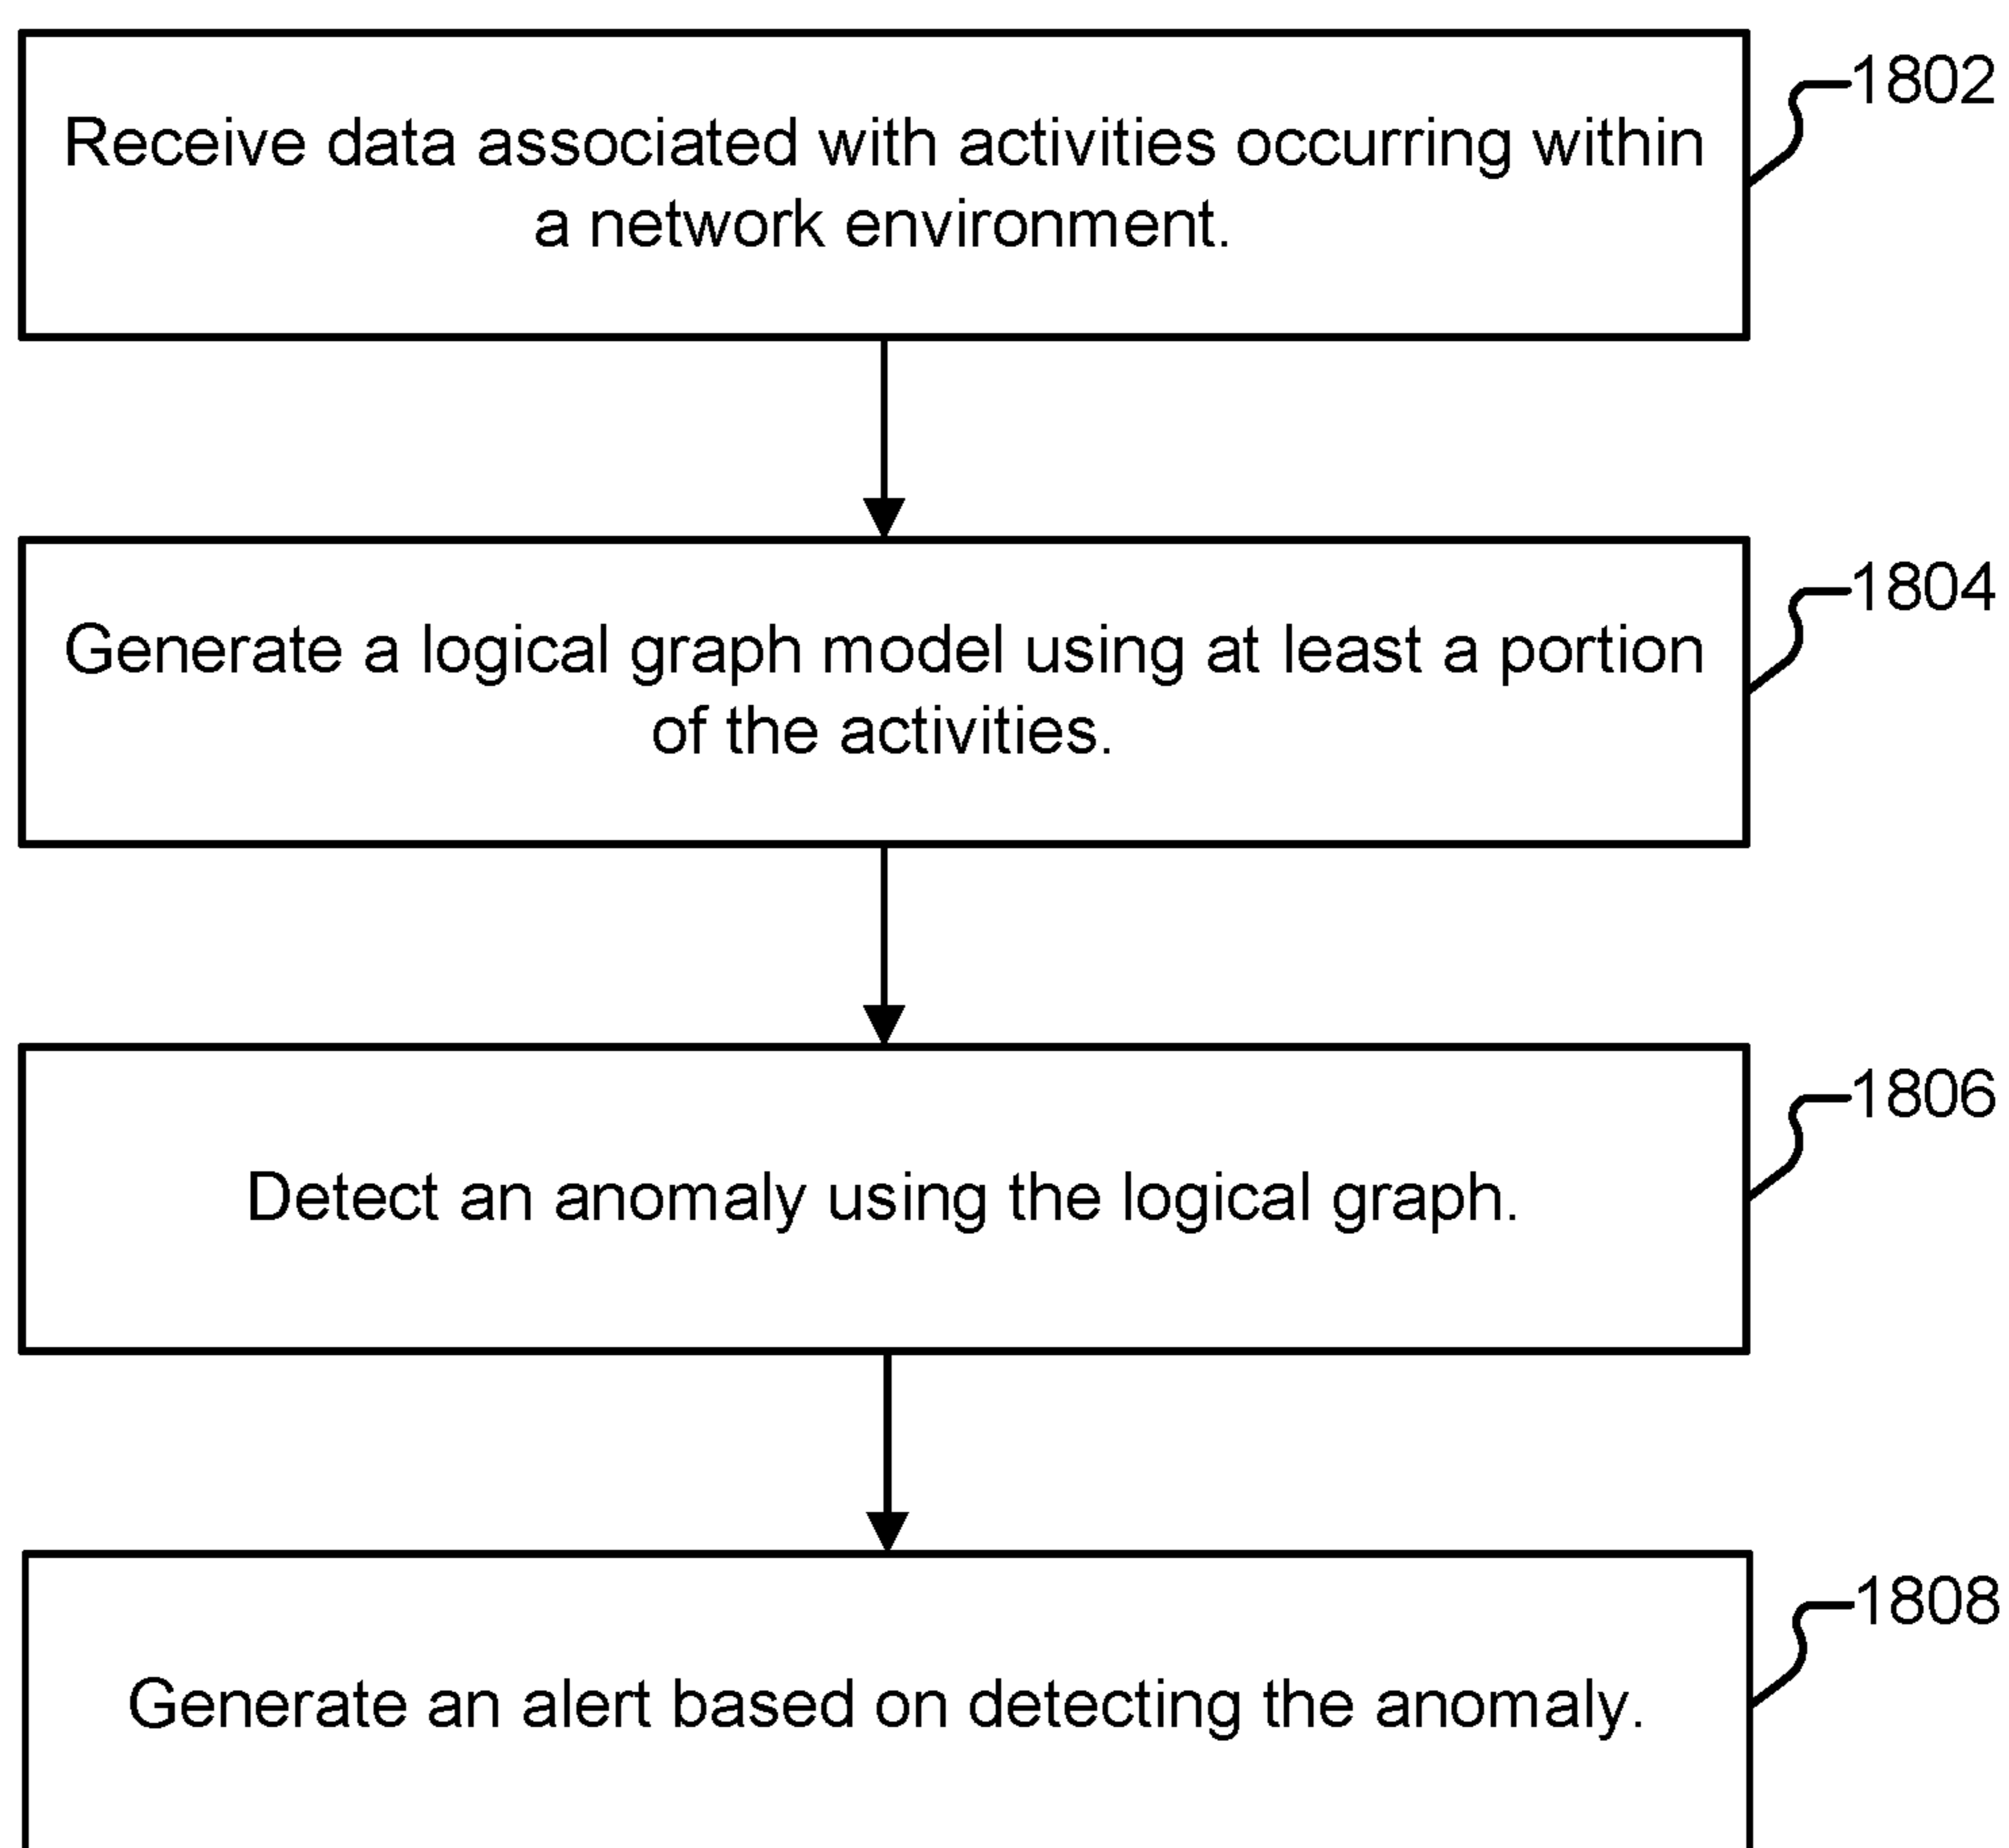 1802
Receive data associated with activities occurring within
a network environment.
1804
Generate a logical graph model using at least a portion
of the activities.
1806
Detect an anomaly using the logical graph.
1808
Generate an alert based on detecting the anomaly.